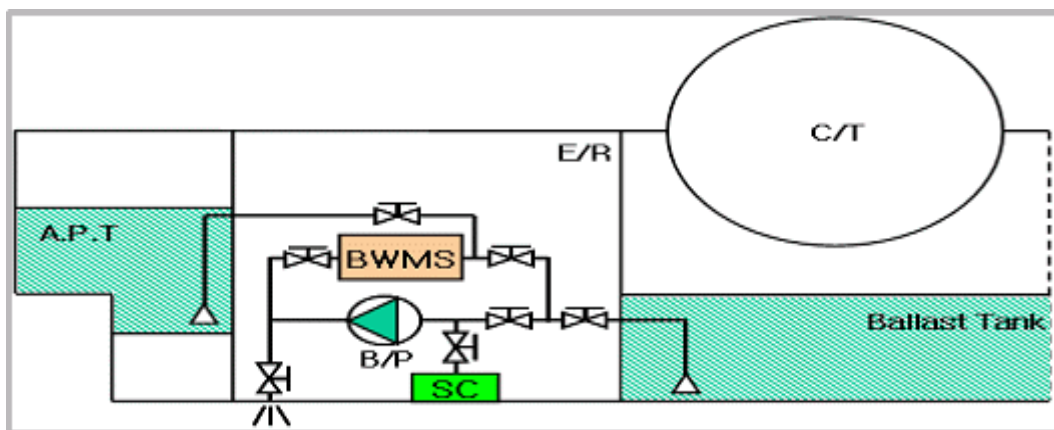 C/T
E/R
A.P.T
BWMS
Ballast Tank
B/P
SC